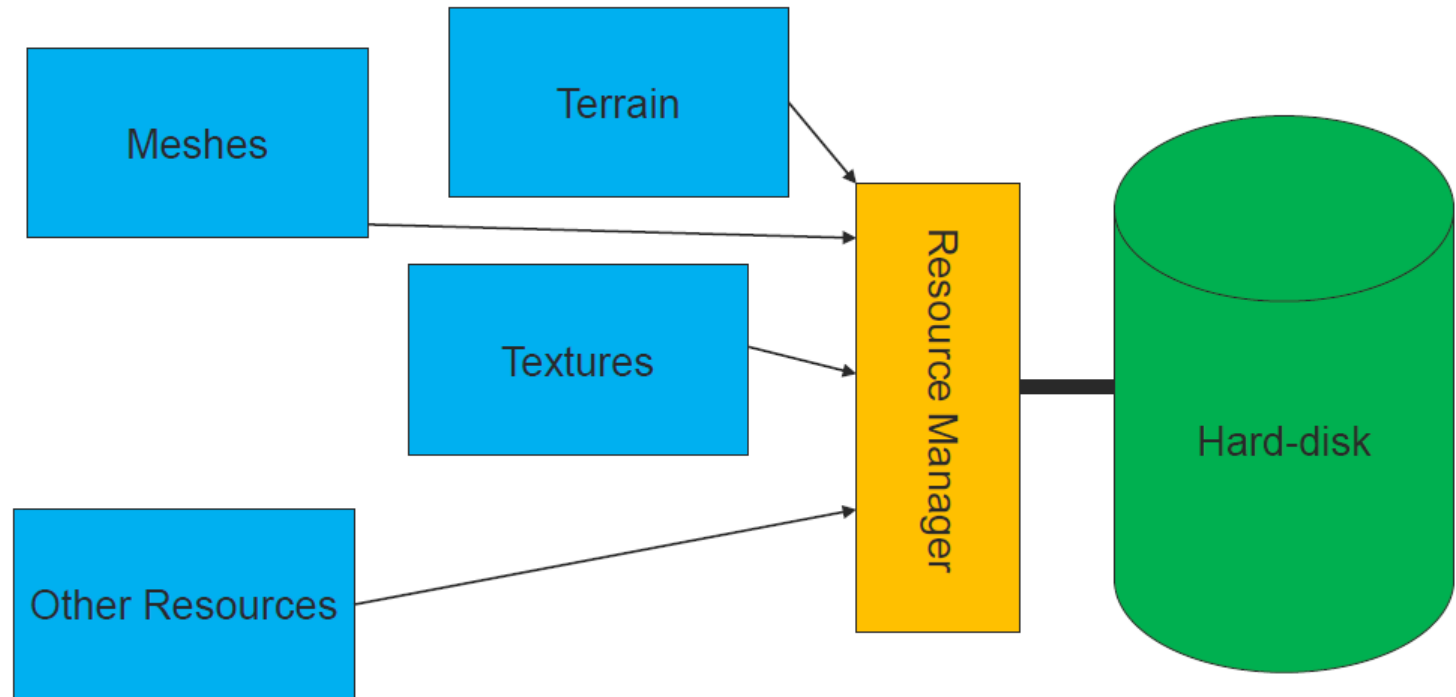 Terrain
Meshes
Textures
Resource Manager
Hard-disk
Other Resources